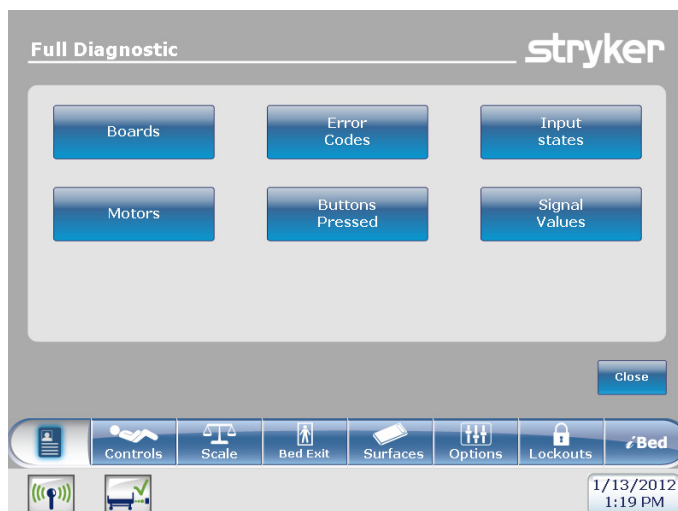 Full Diagnostic
stryker
Boards
Error
Codes
Input
states
Motors
Buttons
Pressed
Signal
Values
Close
Controls
Scale
Bed Exit
Surfaces
Options
Lockouts
iBed
1/13/2012
1:19 PM